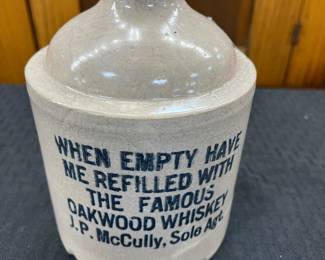 WHEN EMPTY HAVE
ME REFILLED WITH
THE FAMOUS
OAKWOOD WHISKEY
J.P. McCully, Sole Agt.